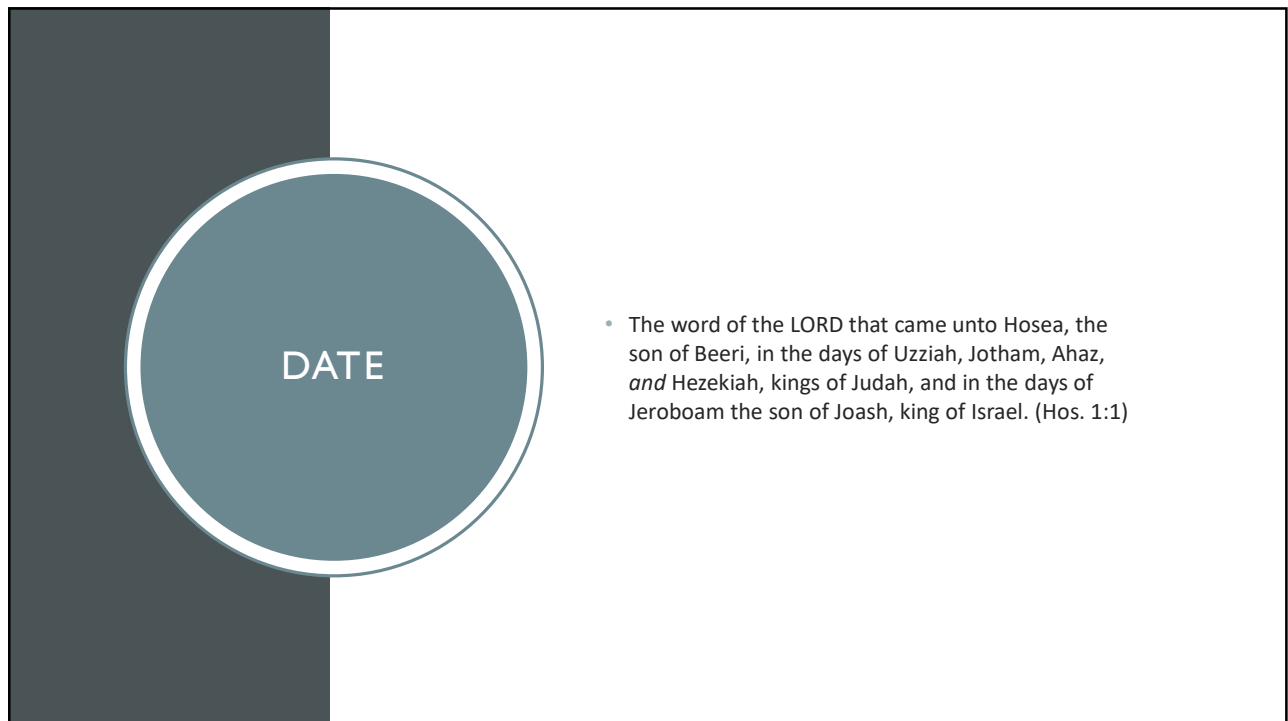 DATE
• The word of the LORD that came unto Hosea, the
son of Beeri, in the days of Uzziah, Jotham, Ahaz,
and Hezekiah, kings of Judah, and in the days of
Jeroboam the son of Joash, king of Israel. (Hos. 1:1)